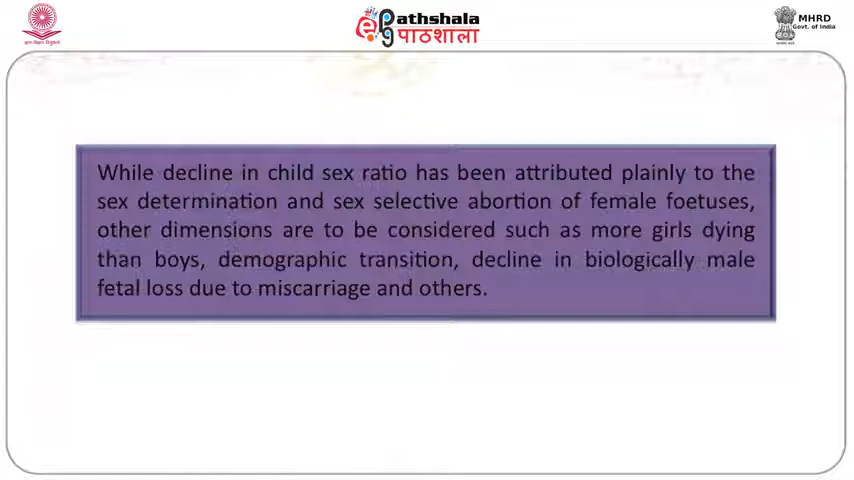 ePG Pathshala
पाठशाला
MHRD
Govt. of India
While decline in child sex ratio has been attributed plainly to the
sex determination and sex selective abortion of female foetuses,
other dimensions are to be considered such as more girls dying
than boys, demographic transition, decline in biologically male
fetal loss due to miscarriage and others.